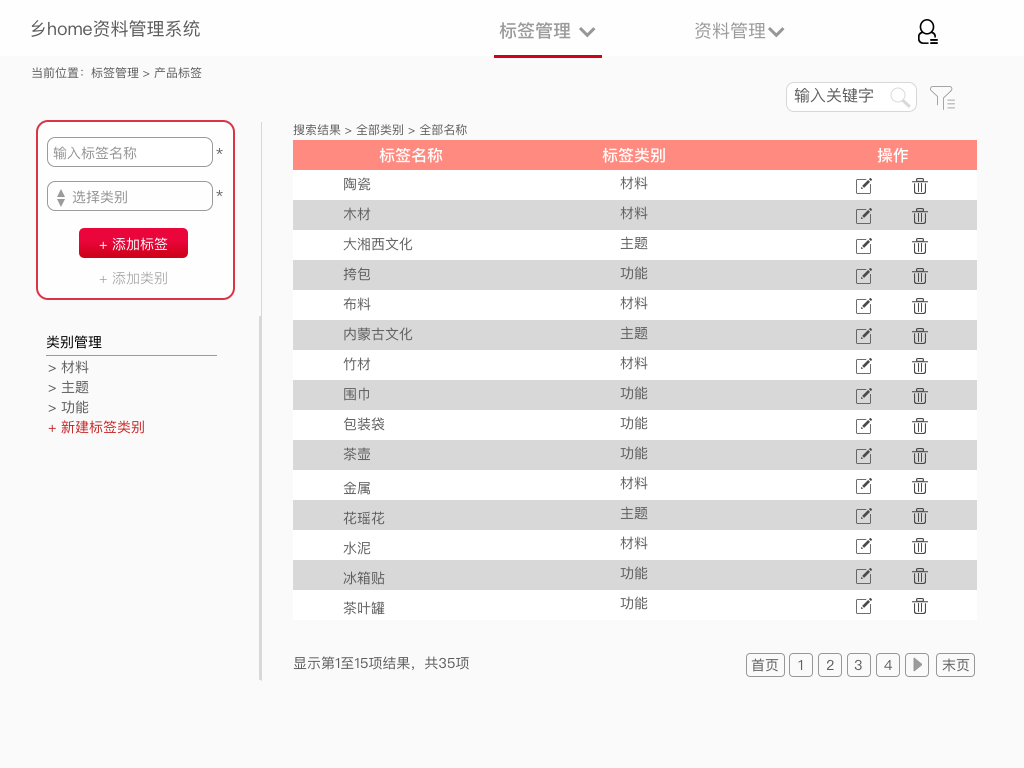 乡home资料管理系统
标签管理 资料管理
当前位置：标签管理 > 产品标签
输入关键字
输入标签名称 *
选择类别 *
+ 添加标签
+ 添加类别
类别管理
> 材料
> 主题
> 功能
+ 新建标签类别
搜索结果 > 全部类别 > 全部名称
标签名称 标签类别 操作
陶瓷 材料
木材 材料
大湘西文化 主题
挎包 功能
布料 材料
内蒙古文化 主题
竹材 材料
围巾 功能
包装袋 功能
茶壶 功能
金属 材料
花瑶花 主题
水泥 材料
冰箱贴 功能
茶叶罐 功能
显示第1至15项结果，共35项
首页 1 2 3 4 末页